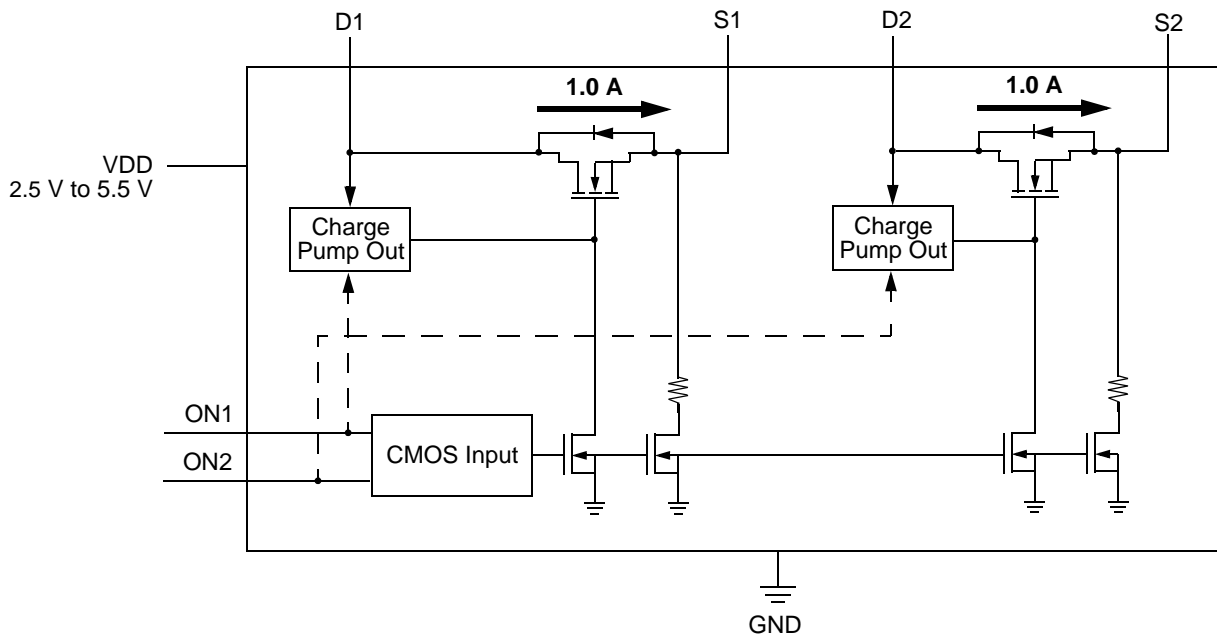 D1
S1
D2
S2
1.0 A
1.0 A
VDD
2.5 V to 5.5 V
Charge
Pump Out
Charge
Pump Out
ON1
ON2
CMOS Input
GND